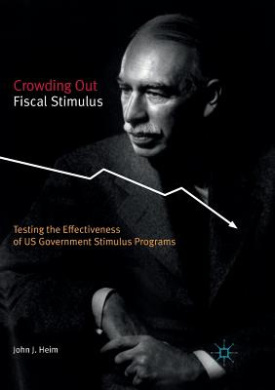 Crowding Out
Fiscal Stimulus
Testing the Effectiveness
of US Government Stimulus Programs
John J. Heim